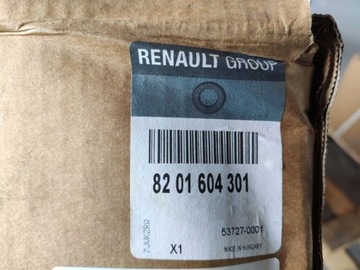 RENAULT GROUP
82 01 604 301
53727-0001
X1
MADE IN HUNGARY